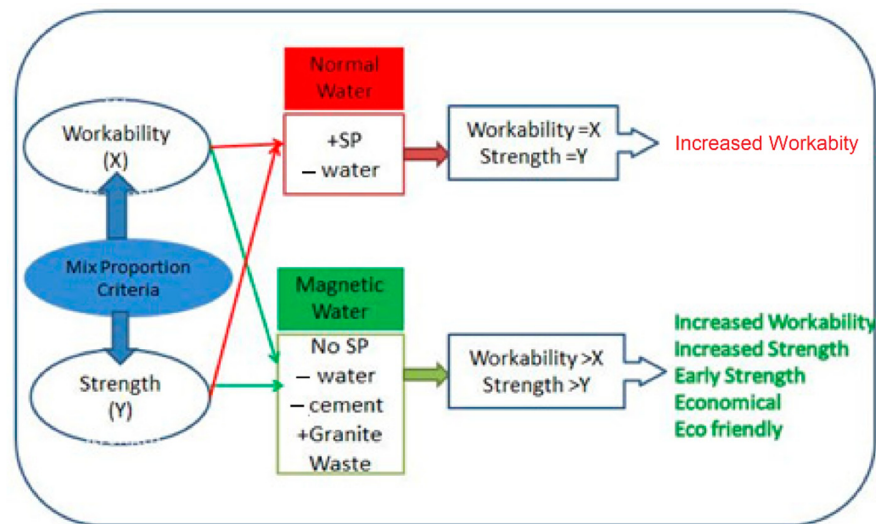 Workability
(X)
Mix Proportion
Criteria
Strength
(Y)
Normal
Water
+SP
– water
Workability =X
Strength =Y
Increased Workabity
Magnetic
Water
No SP
– water
– cement
+Granite
Waste
Workability >X
Strength >Y
Increased Workability
Increased Strength
Early Strength
Economical
Eco friendly